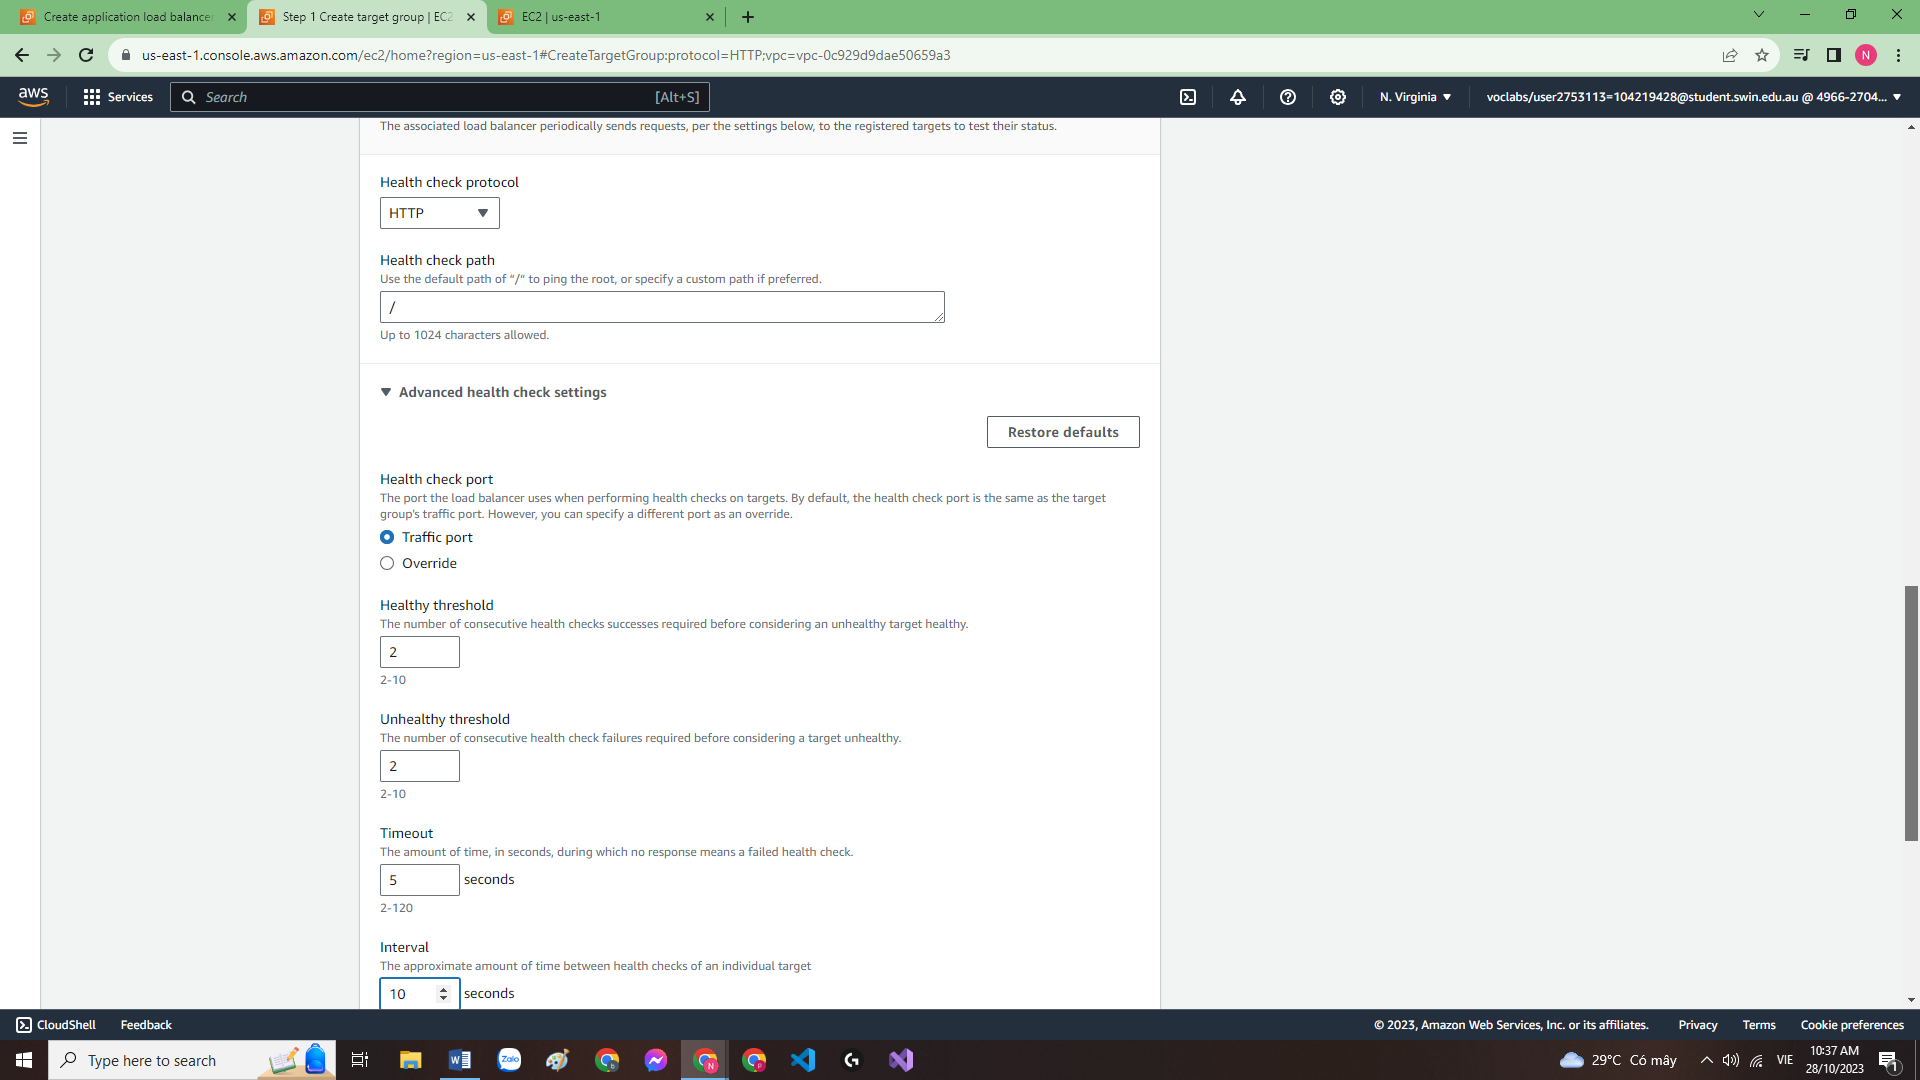 Create application load balancer
Step 1 Create target group | EC2
EC2 | us-east-1
us-east-1.console.aws.amazon.com/ec2/home?region=us-east-1#CreateTargetGroup:protocol=HTTP;vpc=vpc-0c929d9dae50659a3
N
aws
Services
Search
[Alt+S]
N. Virginia
voclabs/user2753113=104219428@student.swin.edu.au @ 4966-2704...
The associated load balancer periodically sends requests, per the settings below, to the registered targets to test their status.
Health check protocol
HTTP
Health check path
Use the default path of "/" to ping the root, or specify a custom path if preferred.
/
Up to 1024 characters allowed.
Advanced health check settings
Restore defaults
Health check port
The port the load balancer uses when performing health checks on targets. By default, the health check port is the same as the target
group's traffic port. However, you can specify a different port as an override.
Traffic port
Override
Healthy threshold
The number of consecutive health checks successes required before considering an unhealthy target healthy.
2
2-10
Unhealthy threshold
The number of consecutive health check failures required before considering a target unhealthy.
2
2-10
Timeout
The amount of time, in seconds, during which no response means a failed health check.
5 seconds
2-120
Interval
The approximate amount of time between health checks of an individual target
10 seconds
CloudShell
Feedback
© 2023, Amazon Web Services, Inc. or its affiliates.
Privacy
Terms
Cookie preferences
Type here to search
Zalo
29°C Có mây
VIE
10:37 AM
28/10/2023
1